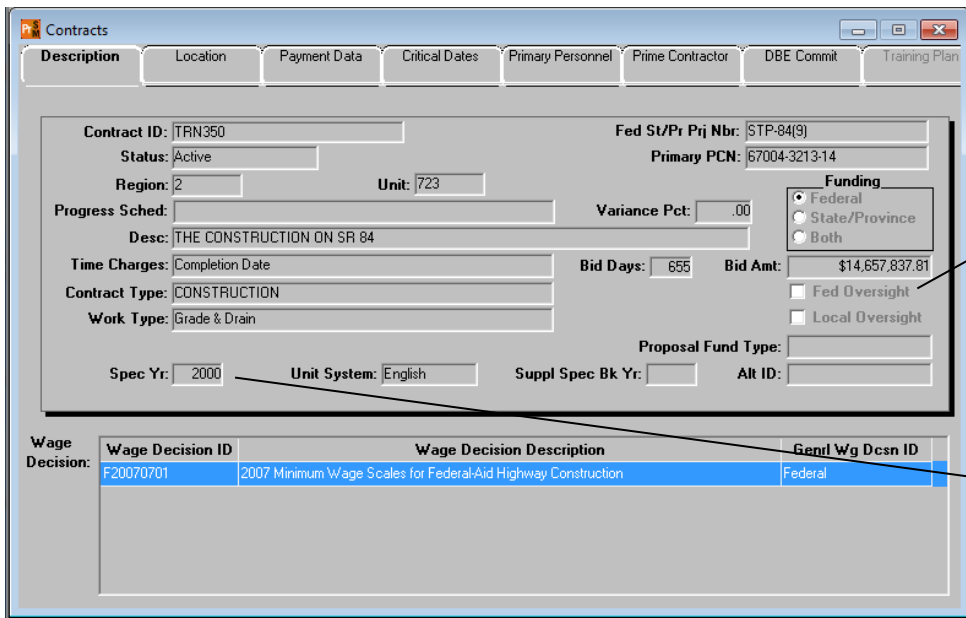 Contracts
Description Location Payment Data Critical Dates Primary Personnel Prime Contractor DBE Commit Training Plan
Contract ID: TRN350 Fed St/Pr Prj Nbr: STP-84(9)
Status: Active Primary PCN: 67004-3213-14
Region: 2 Unit: 723 Funding
Federal
Progress Sched: Variance Pct: .00 State/Province
Desc: THE CONSTRUCTION ON SR 84 Both
Time Charges: Completion Date Bid Days: 655 Bid Amt: $14,657,837.81
Contract Type: CONSTRUCTION Fed Oversight
Work Type: Grade & Drain Local Oversight
Proposal Fund Type:
Spec Yr: 2000 Unit System: English Suppl Spec Bk Yr: Alt ID:
Wage Decision: Wage Decision ID Wage Decision Description Genrl Wg Dcsn ID
F20070701 2007 Minimum Wage Scales for Federal-Aid Highway Construction Federal